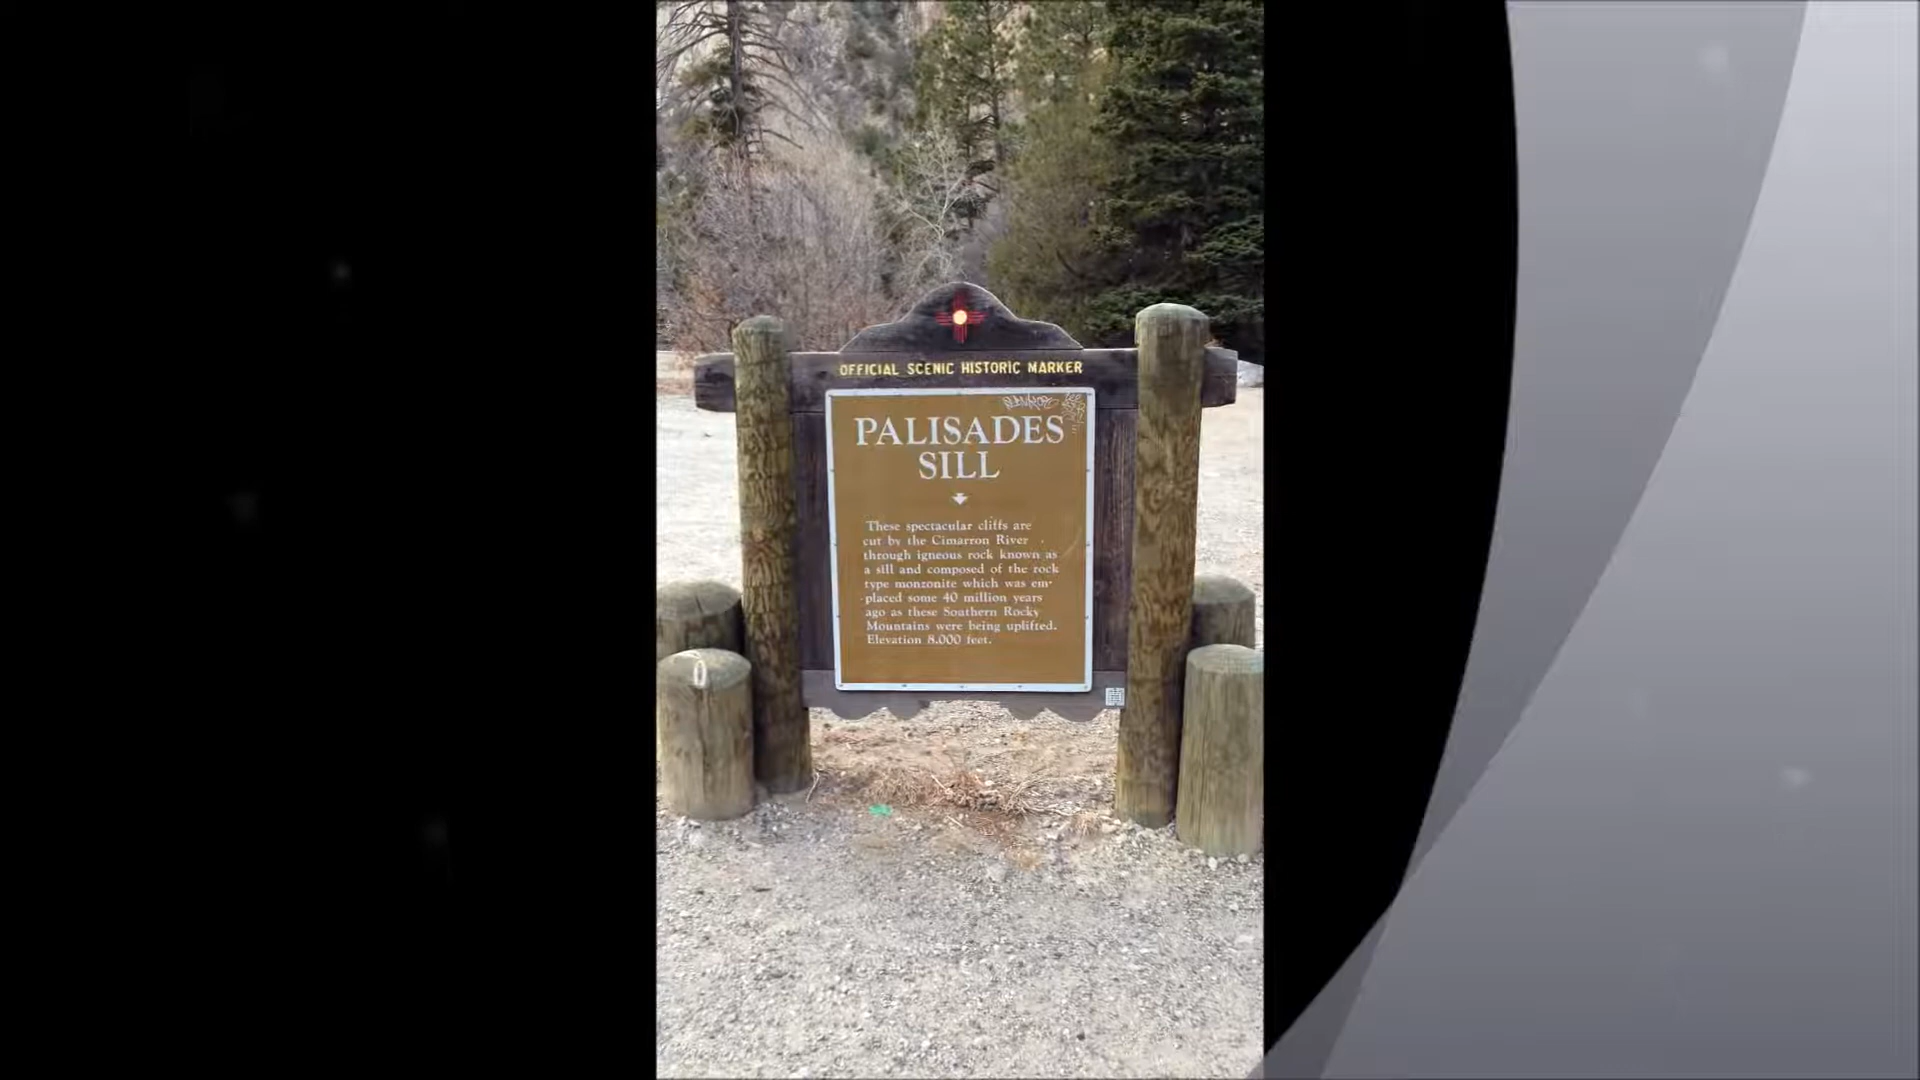 OFFICIAL SCENIC HISTORIC MARKER
PALISADES
SILL
These spectacular cliffs are
cut by the Cimarron River
through igneous rock known as
a sill and composed of the rock
type monzonite which was em-
placed some 40 million years
ago as these Southern Rocky
Mountains were being uplifted.
Elevation 8,000 feet.
0